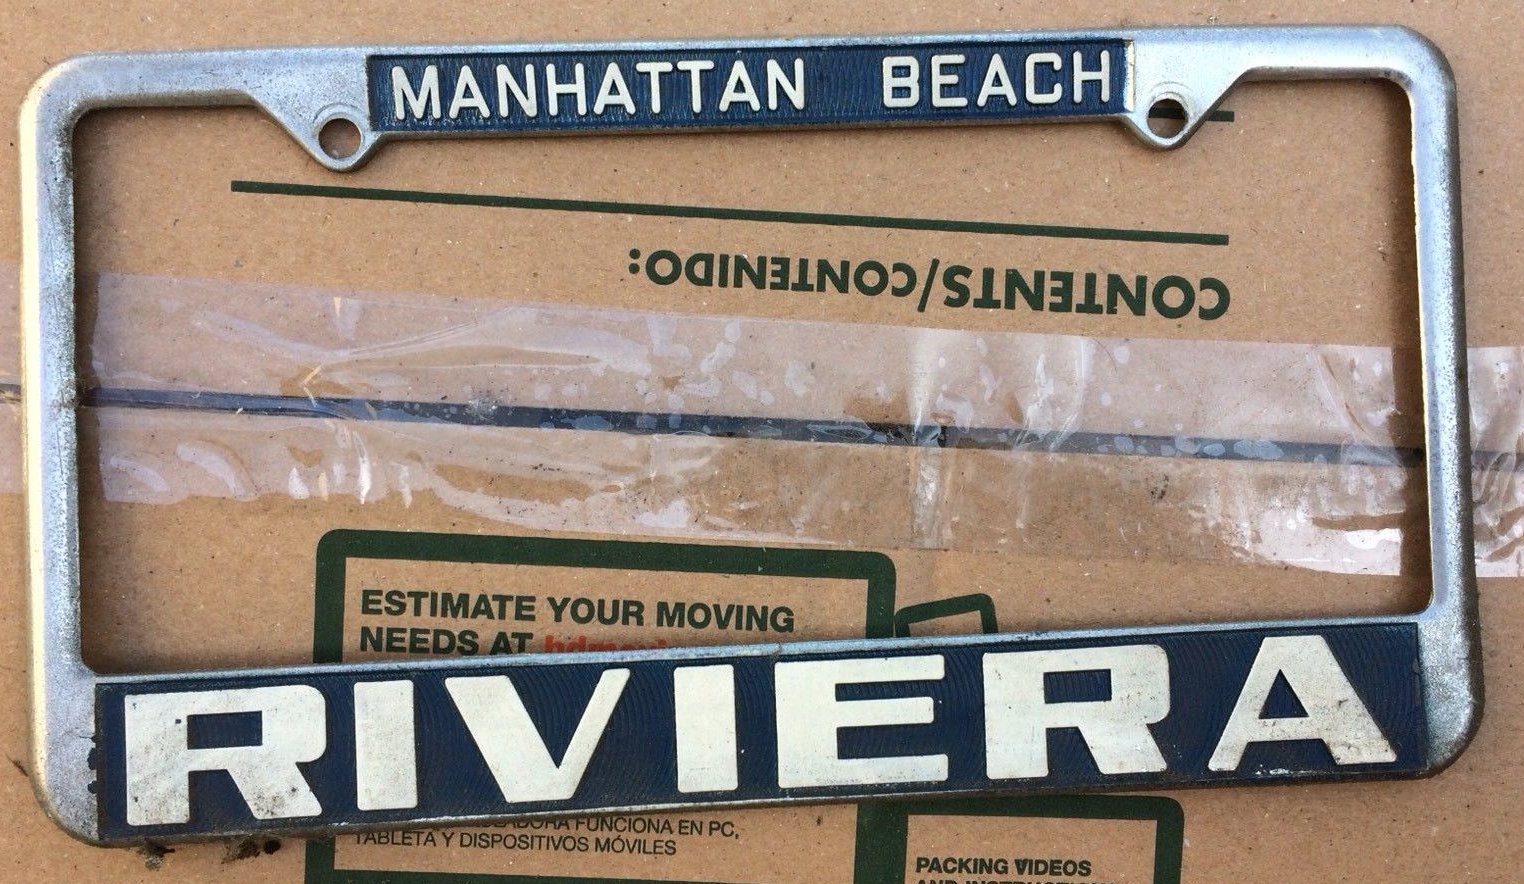 MANHATTAN BEACH
CONTENTS/CONTENIDO:
ESTIMATE YOUR MOVING
NEEDS AT
RIVIERA
FUNCIONA EN PC,
TABLETA Y DISPOSITIVOS MÓVILES
PACKING VIDEOS